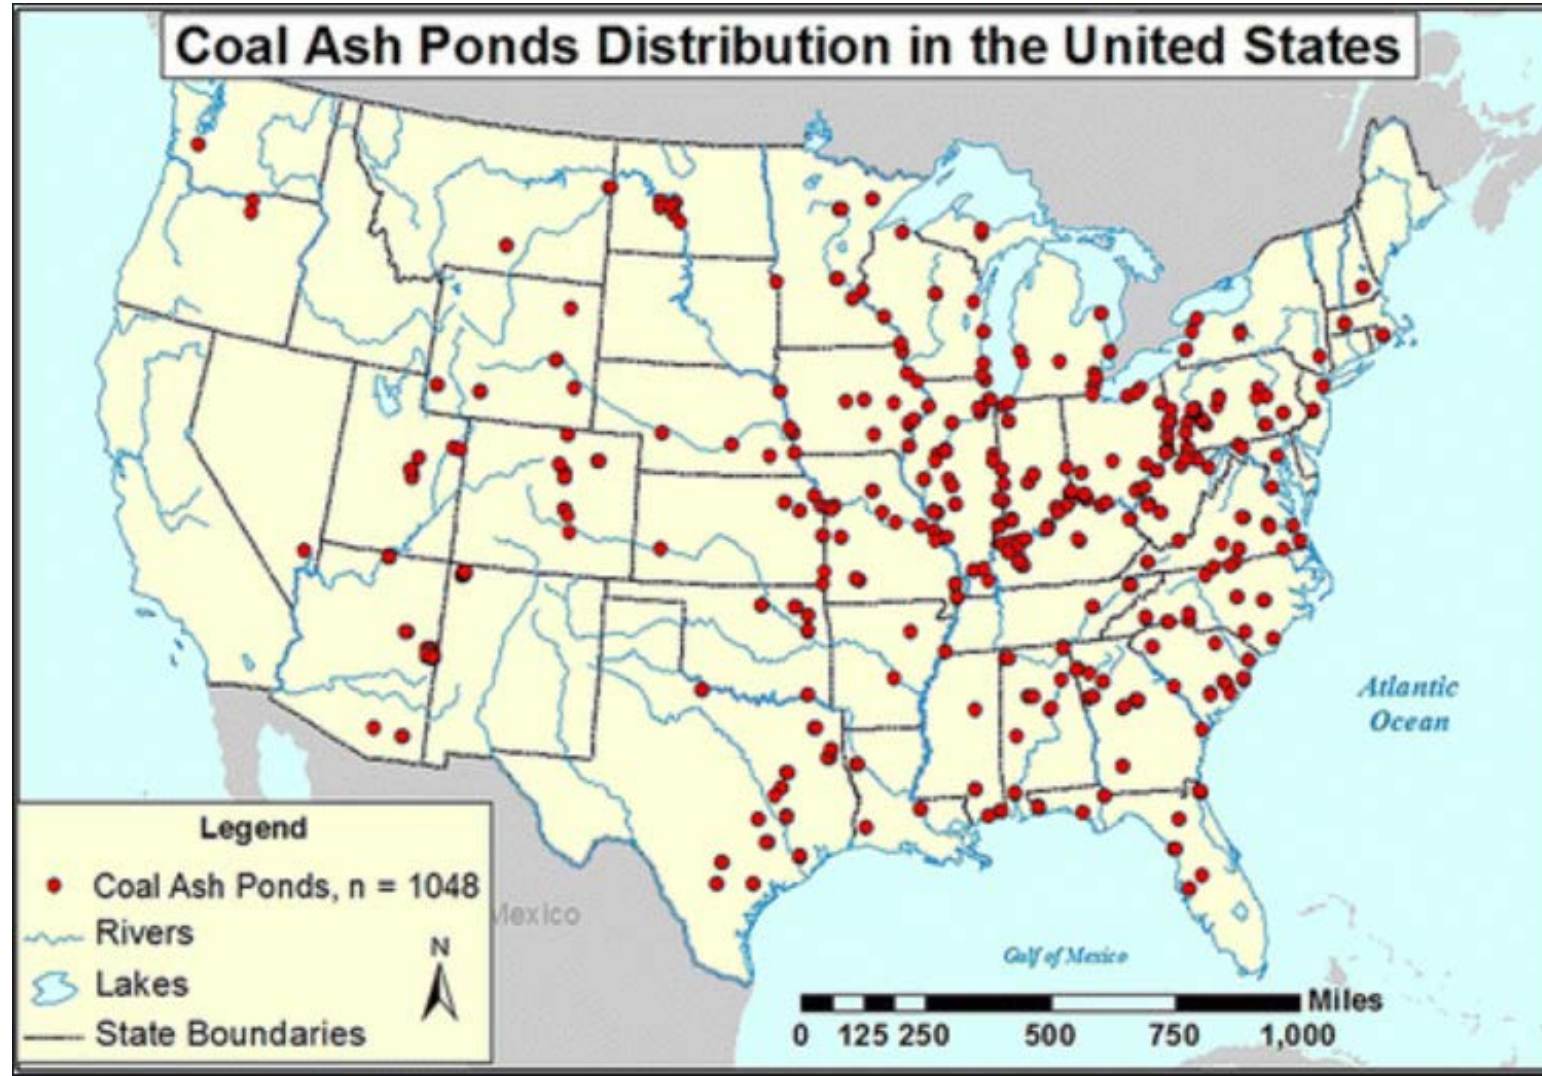 Coal Ash Ponds Distribution in the United States
Atlantic
Ocean
Legend
Coal Ash Ponds, n = 1048
Rivers
Lakes
State Boundaries
N
Mexico
Gulf of Mexico
Miles
0 125 250 500 750 1,000